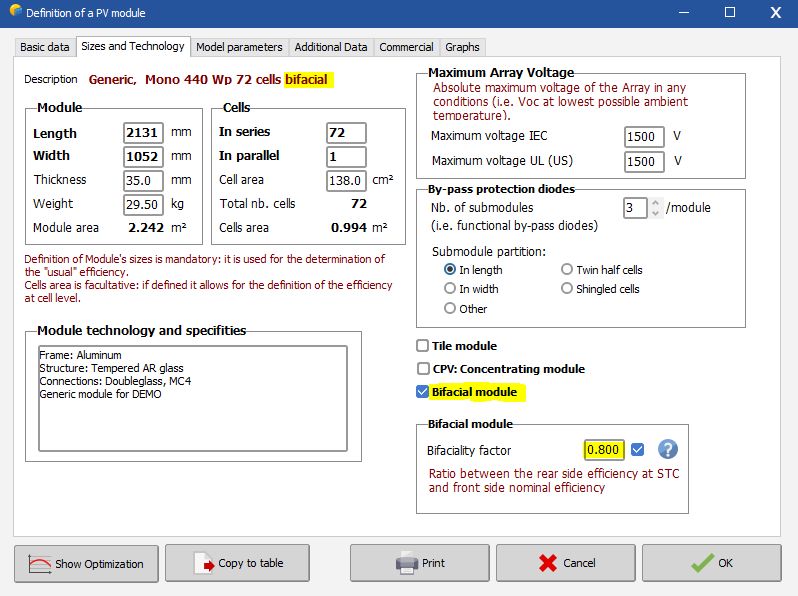 Definition of a PV module
Basic data Sizes and Technology Model parameters Additional Data Commercial Graphs
Description Generic, Mono 440 Wp 72 cells bifacial
Module
Length 2131 mm
Width 1052 mm
Thickness 35.0 mm
Weight 29.50 kg
Module area 2.242 m²
Cells
In series 72
In parallel 1
Cell area 138.0 cm²
Total nb. cells 72
Cells area 0.994 m²
Definition of Module's sizes is mandatory: it is used for the determination of
the "usual" efficiency.
Cells area is facultative: if defined it allows for the definition of the efficiency
at cell level.
Module technology and specifities
Frame: Aluminum
Structure: Tempered AR glass
Connections: Doubleglass, MC4
Generic module for DEMO
Maximum Array Voltage
Absolute maximum voltage of the Array in any
conditions (i.e. Voc at lowest possible ambient
temperature).
Maximum voltage IEC 1500 V
Maximum voltage UL (US) 1500 V
By-pass protection diodes
Nb. of submodules 3 /module
(i.e. functional by-pass diodes)
Submodule partition:
In length Twin half cells
In width Shingled cells
Other
Tile module
CPV: Concentrating module
Bifacial module
Bifacial module
Bifaciality factor 0.800 ?
Ratio between the rear side efficiency at STC
and front side nominal efficiency
Show Optimization Copy to table Print Cancel OK